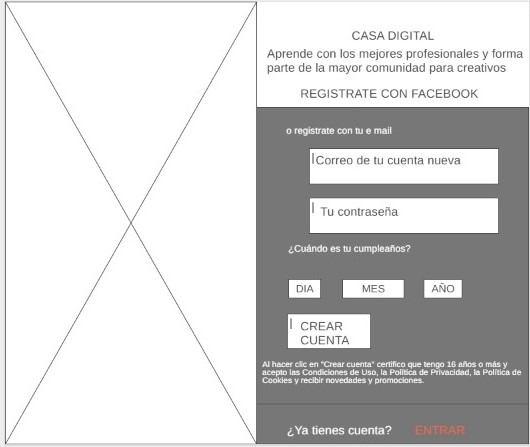 CASA DIGITAL
Aprende con los mejores profesionales y forma
parte de la mayor comunidad para creativos
REGISTRATE CON FACEBOOK
o registrate con tu e mail
Correo de tu cuenta nueva
Tu contraseña
¿Cuándo es tu cumpleaños?
DIA MES AÑO
CREAR
CUENTA
Al hacer clic en "Crear cuenta" certifico que tengo 16 años o más y
acepto las Condiciones de Uso, la Política de Privacidad, la Política de
Cookies y recibir novedades y promociones.
¿Ya tienes cuenta? ENTRAR